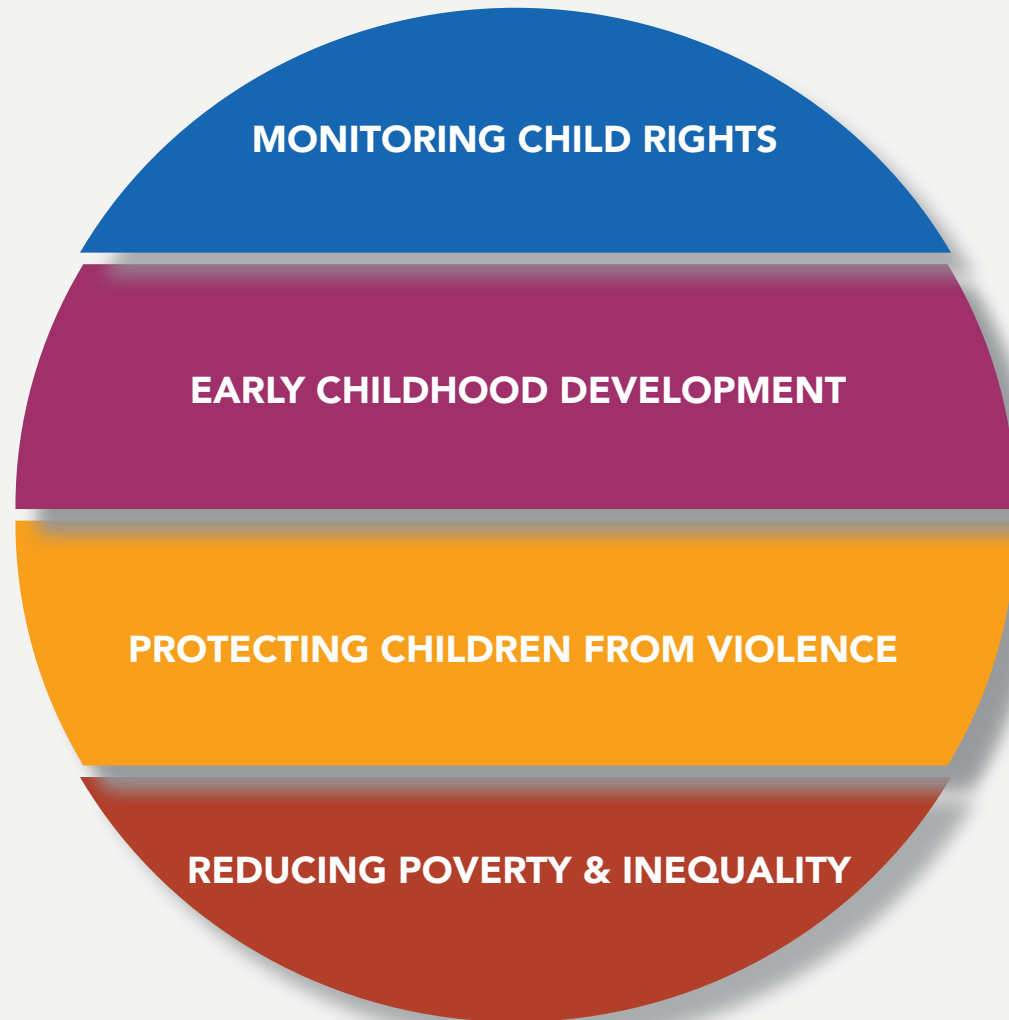 MONITORING CHILD RIGHTS
EARLY CHILDHOOD DEVELOPMENT
PROTECTING CHILDREN FROM VIOLENCE
REDUCING POVERTY & INEQUALITY